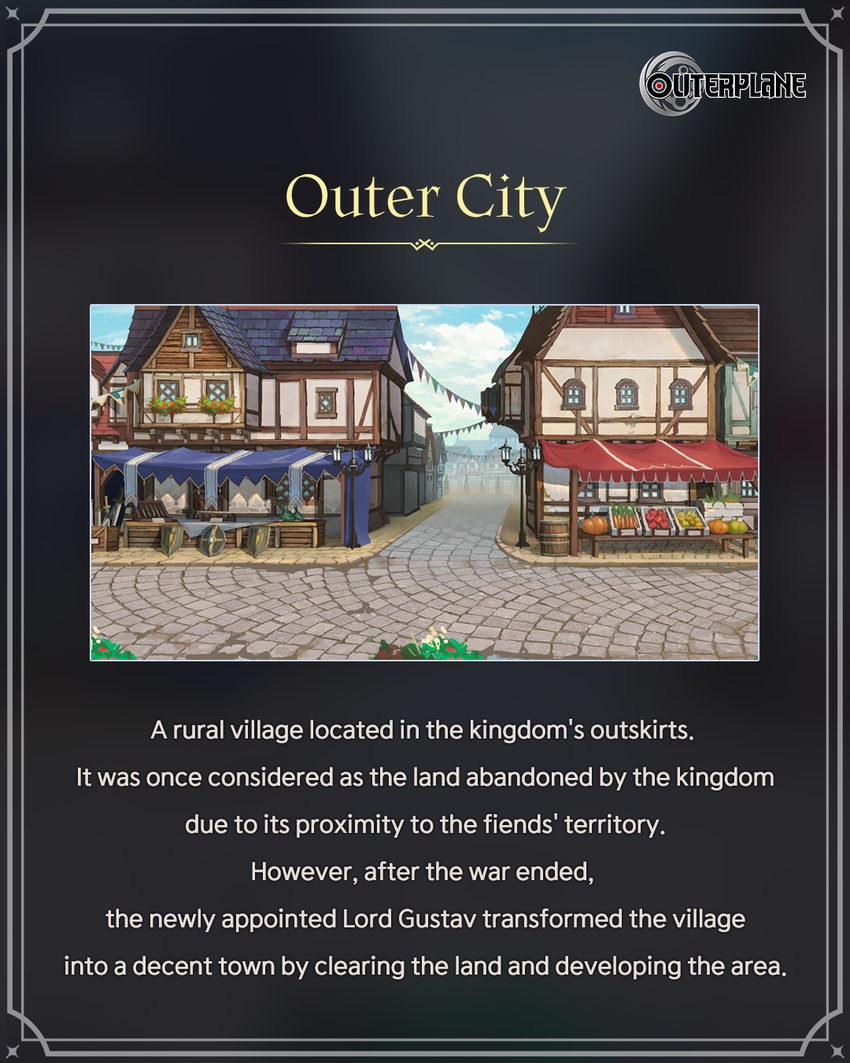 OUTERPLANE
Outer City
A rural village located in the kingdom's outskirts.
It was once considered as the land abandoned by the kingdom
due to its proximity to the fiends' territory.
However, after the war ended,
the newly appointed Lord Gustav transformed the village
into a decent town by clearing the land and developing the area.